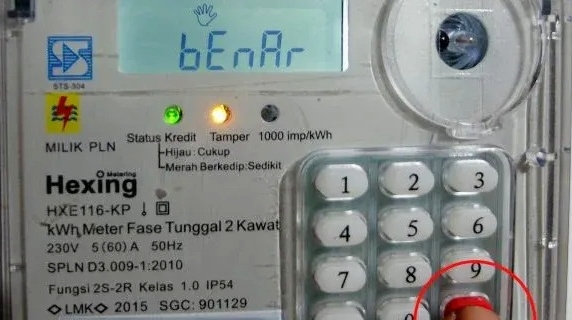 bEnAr
STS-504
MILIK PLN
Status Kredit Tamper 1000 imp/kWh
Hijau : Cukup
Merah Berkedip : Sedikit
Hexing Metering
HXE116-KP
kWh Meter Fase Tunggal 2 Kawat
230V 5(60)A 50Hz
SPLN D3.009-1:2010
Fungsi 2S-2R Kelas 1.0 IP54
LMK 2015 SGC: 901129
1 2 3
4 5 6
7 8 9
0